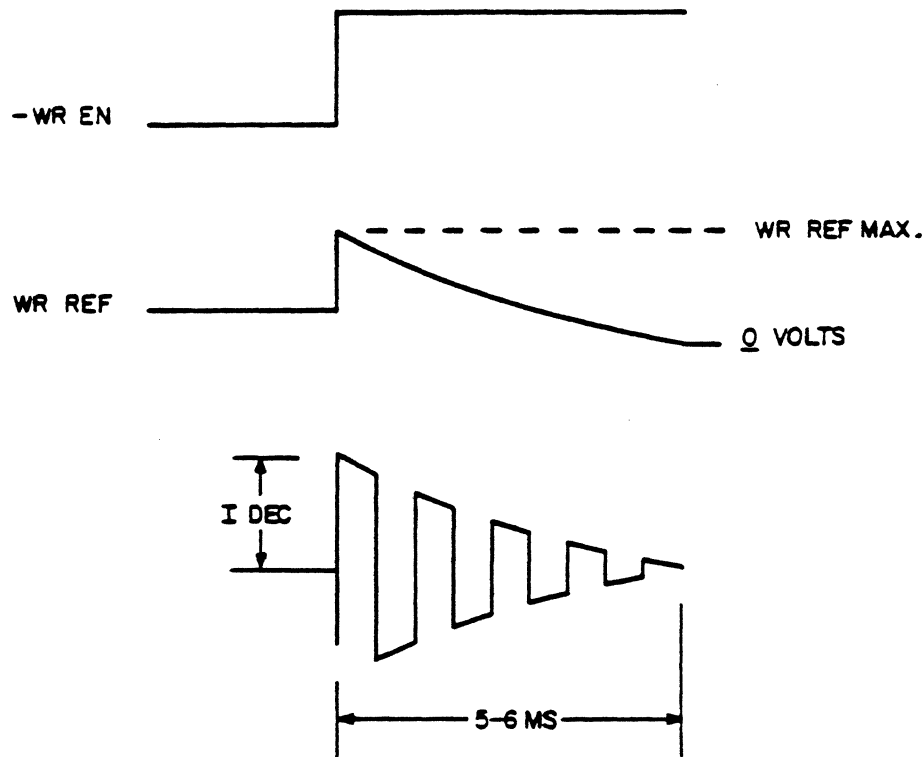 -WR EN
WR REF MAX.
WR REF
0 VOLTS
I DEC
5-6 MS